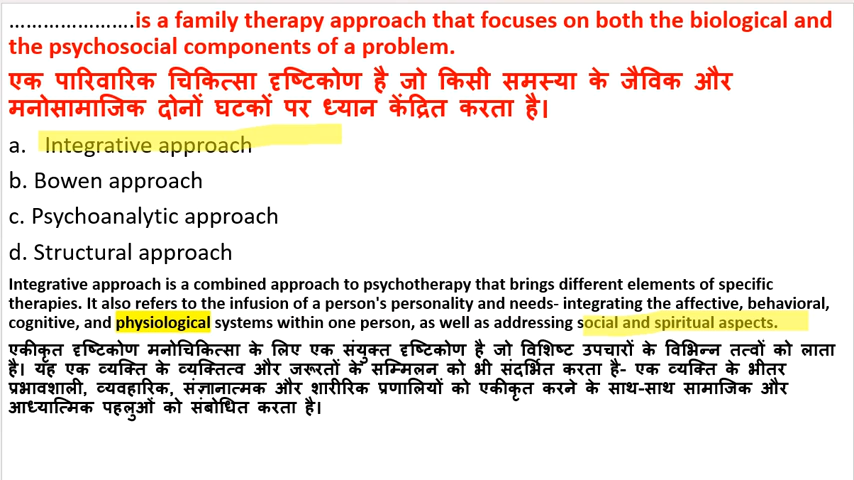 .....................is a family therapy approach that focuses on both the biological and
the psychosocial components of a problem.
एक पारिवारिक चिकित्सा दृष्टिकोण है जो किसी समस्या के जैविक और
मनोसामाजिक दोनों घटकों पर ध्यान केंद्रित करता है।
a. Integrative approach
b. Bowen approach
c. Psychoanalytic approach
d. Structural approach
Integrative approach is a combined approach to psychotherapy that brings different elements of specific
therapies. It also refers to the infusion of a person's personality and needs- integrating the affective, behavioral,
cognitive, and physiological systems within one person, as well as addressing social and spiritual aspects.
एकीकृत दृष्टिकोण मनोचिकित्सा के लिए एक संयुक्त दृष्टिकोण है जो विशिष्ट उपचारों के विभिन्न तत्वों को लाता
है। यह एक व्यक्ति के व्यक्तित्व और जरूरतों के सम्मिलन को भी संदर्भित करता है- एक व्यक्ति के भीतर
प्रभावशाली, व्यवहारिक, संज्ञानात्मक और शारीरिक प्रणालियों को एकीकृत करने के साथ-साथ सामाजिक और
आध्यात्मिक पहलुओं को संबोधित करता है।